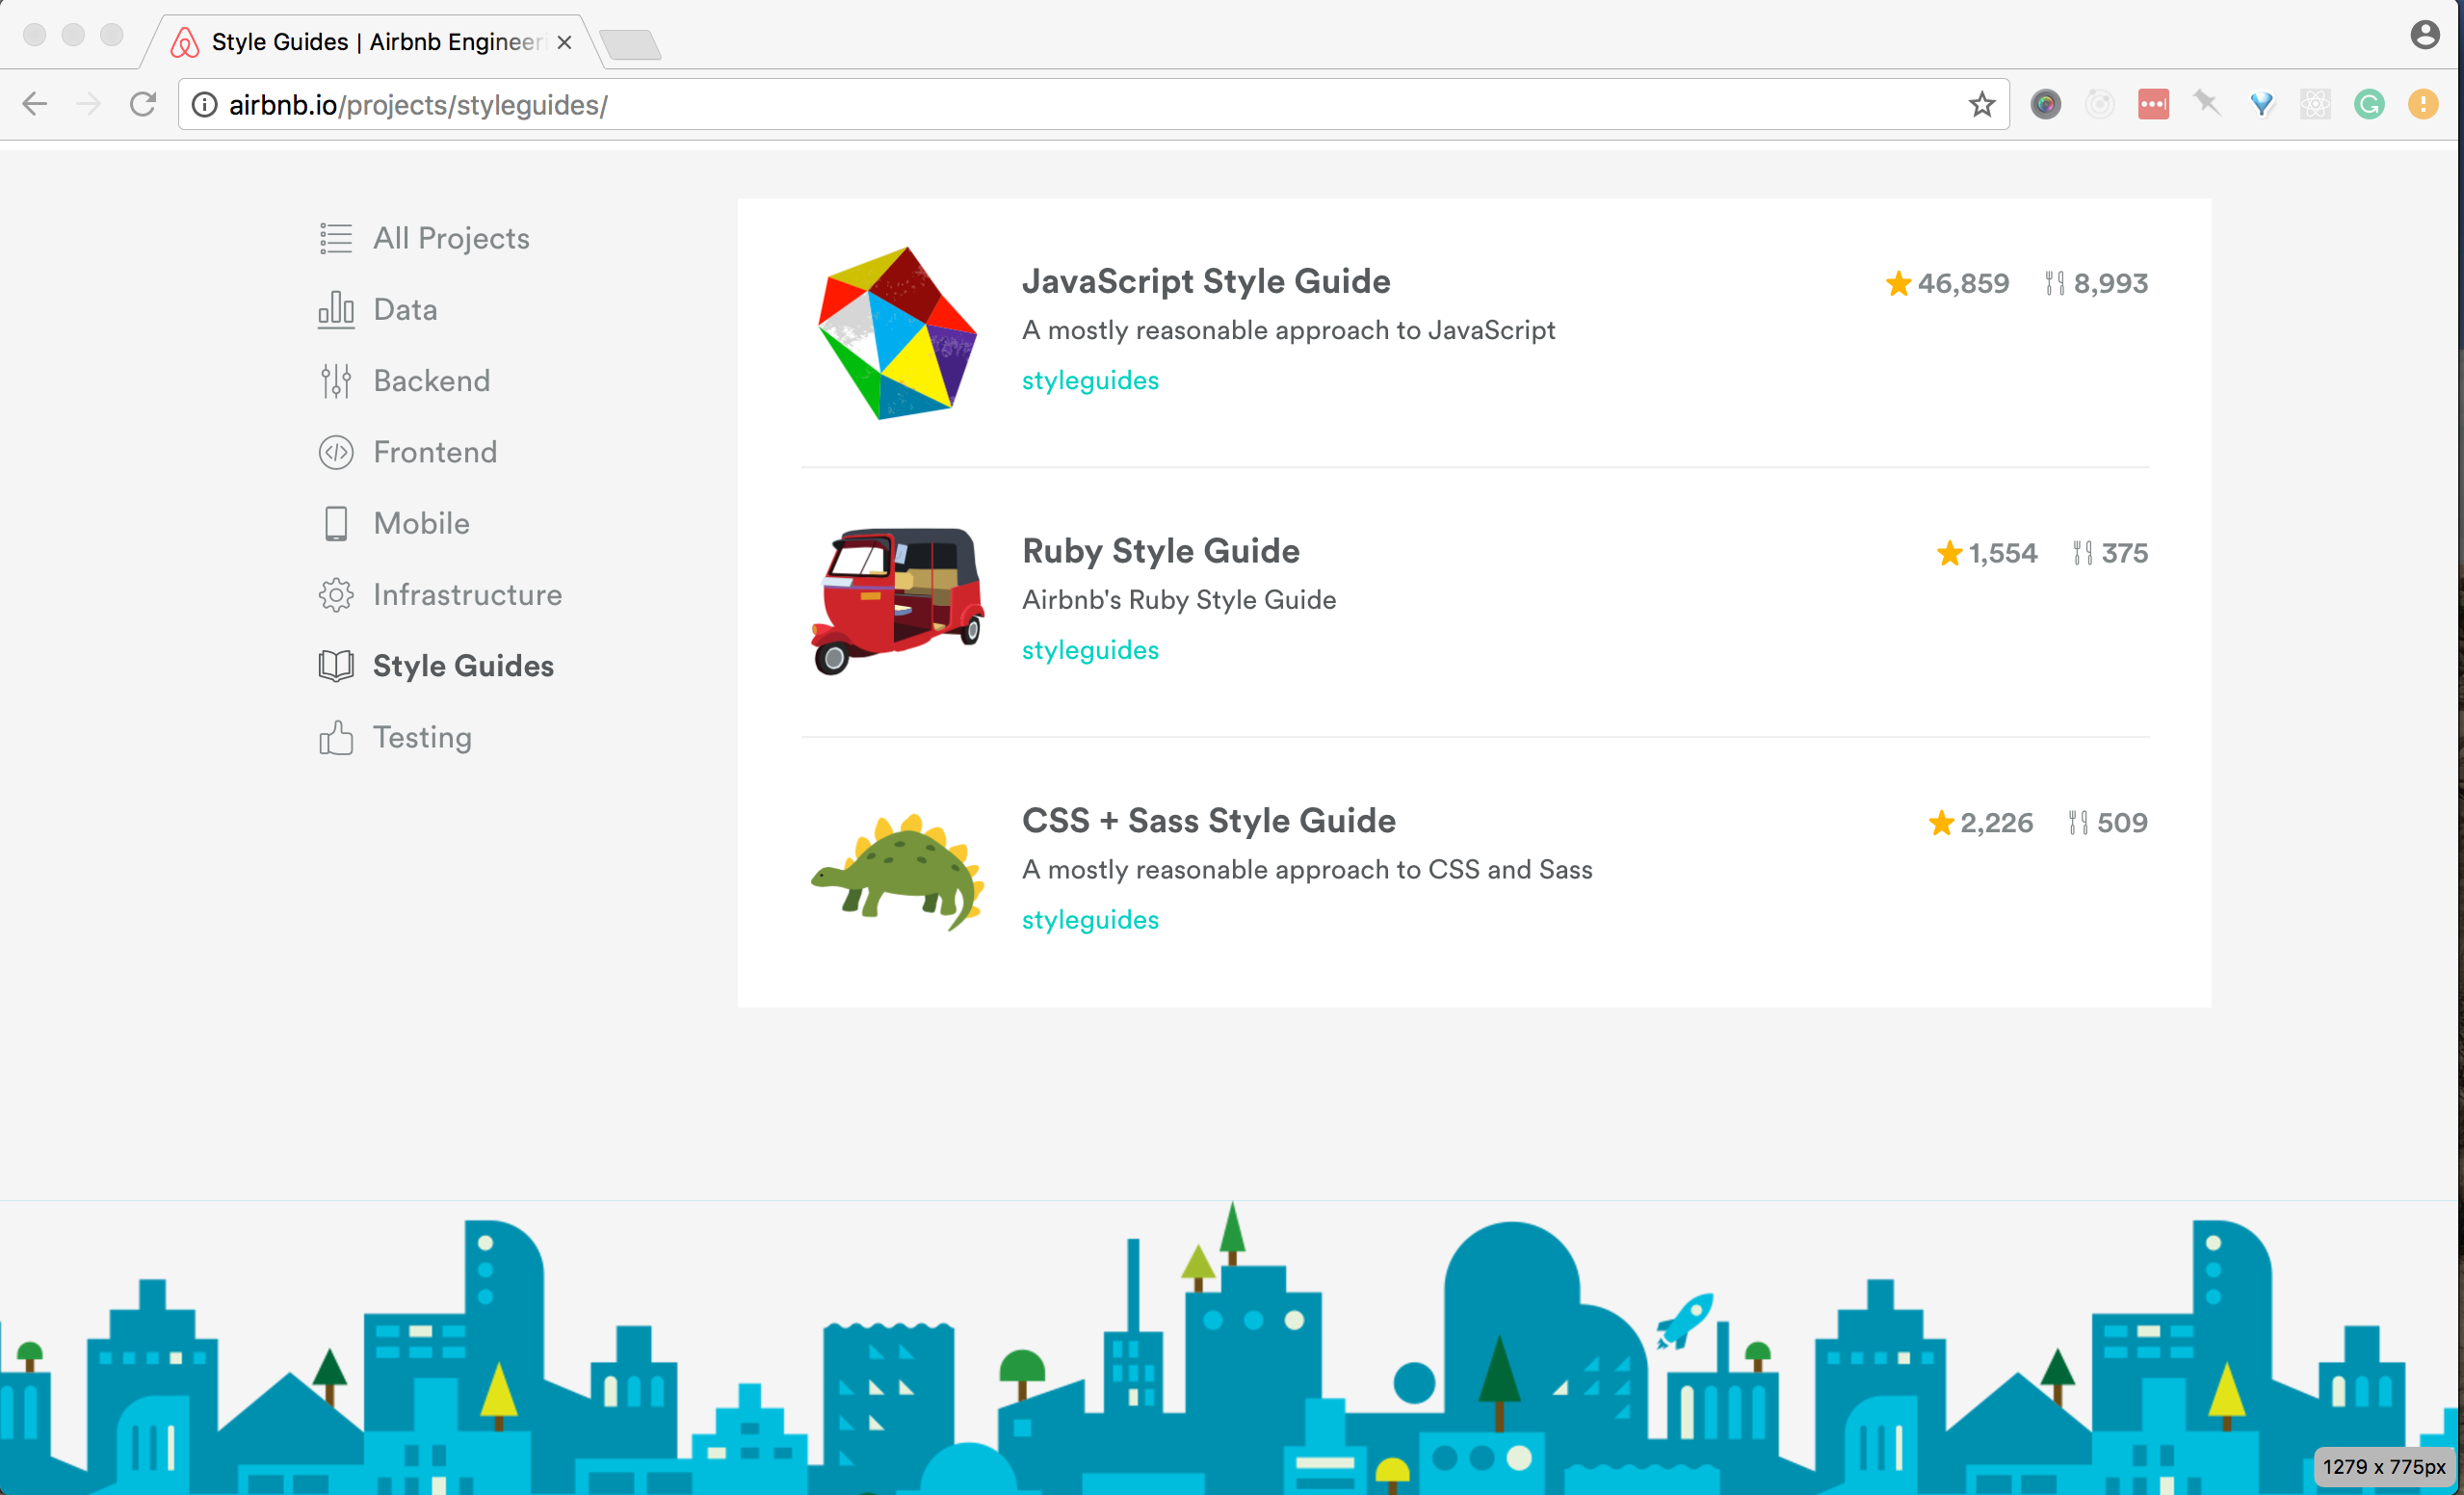 Style Guides | Airbnb Engineer
airbnb.io/projects/styleguides/
All Projects
Data
Backend
Frontend
Mobile
Infrastructure
Style Guides
Testing
JavaScript Style Guide
46,859 8,993
A mostly reasonable approach to JavaScript
styleguides
Ruby Style Guide
1,554 375
Airbnb's Ruby Style Guide
styleguides
CSS + Sass Style Guide
2,226 509
A mostly reasonable approach to CSS and Sass
styleguides
1279 x 775px